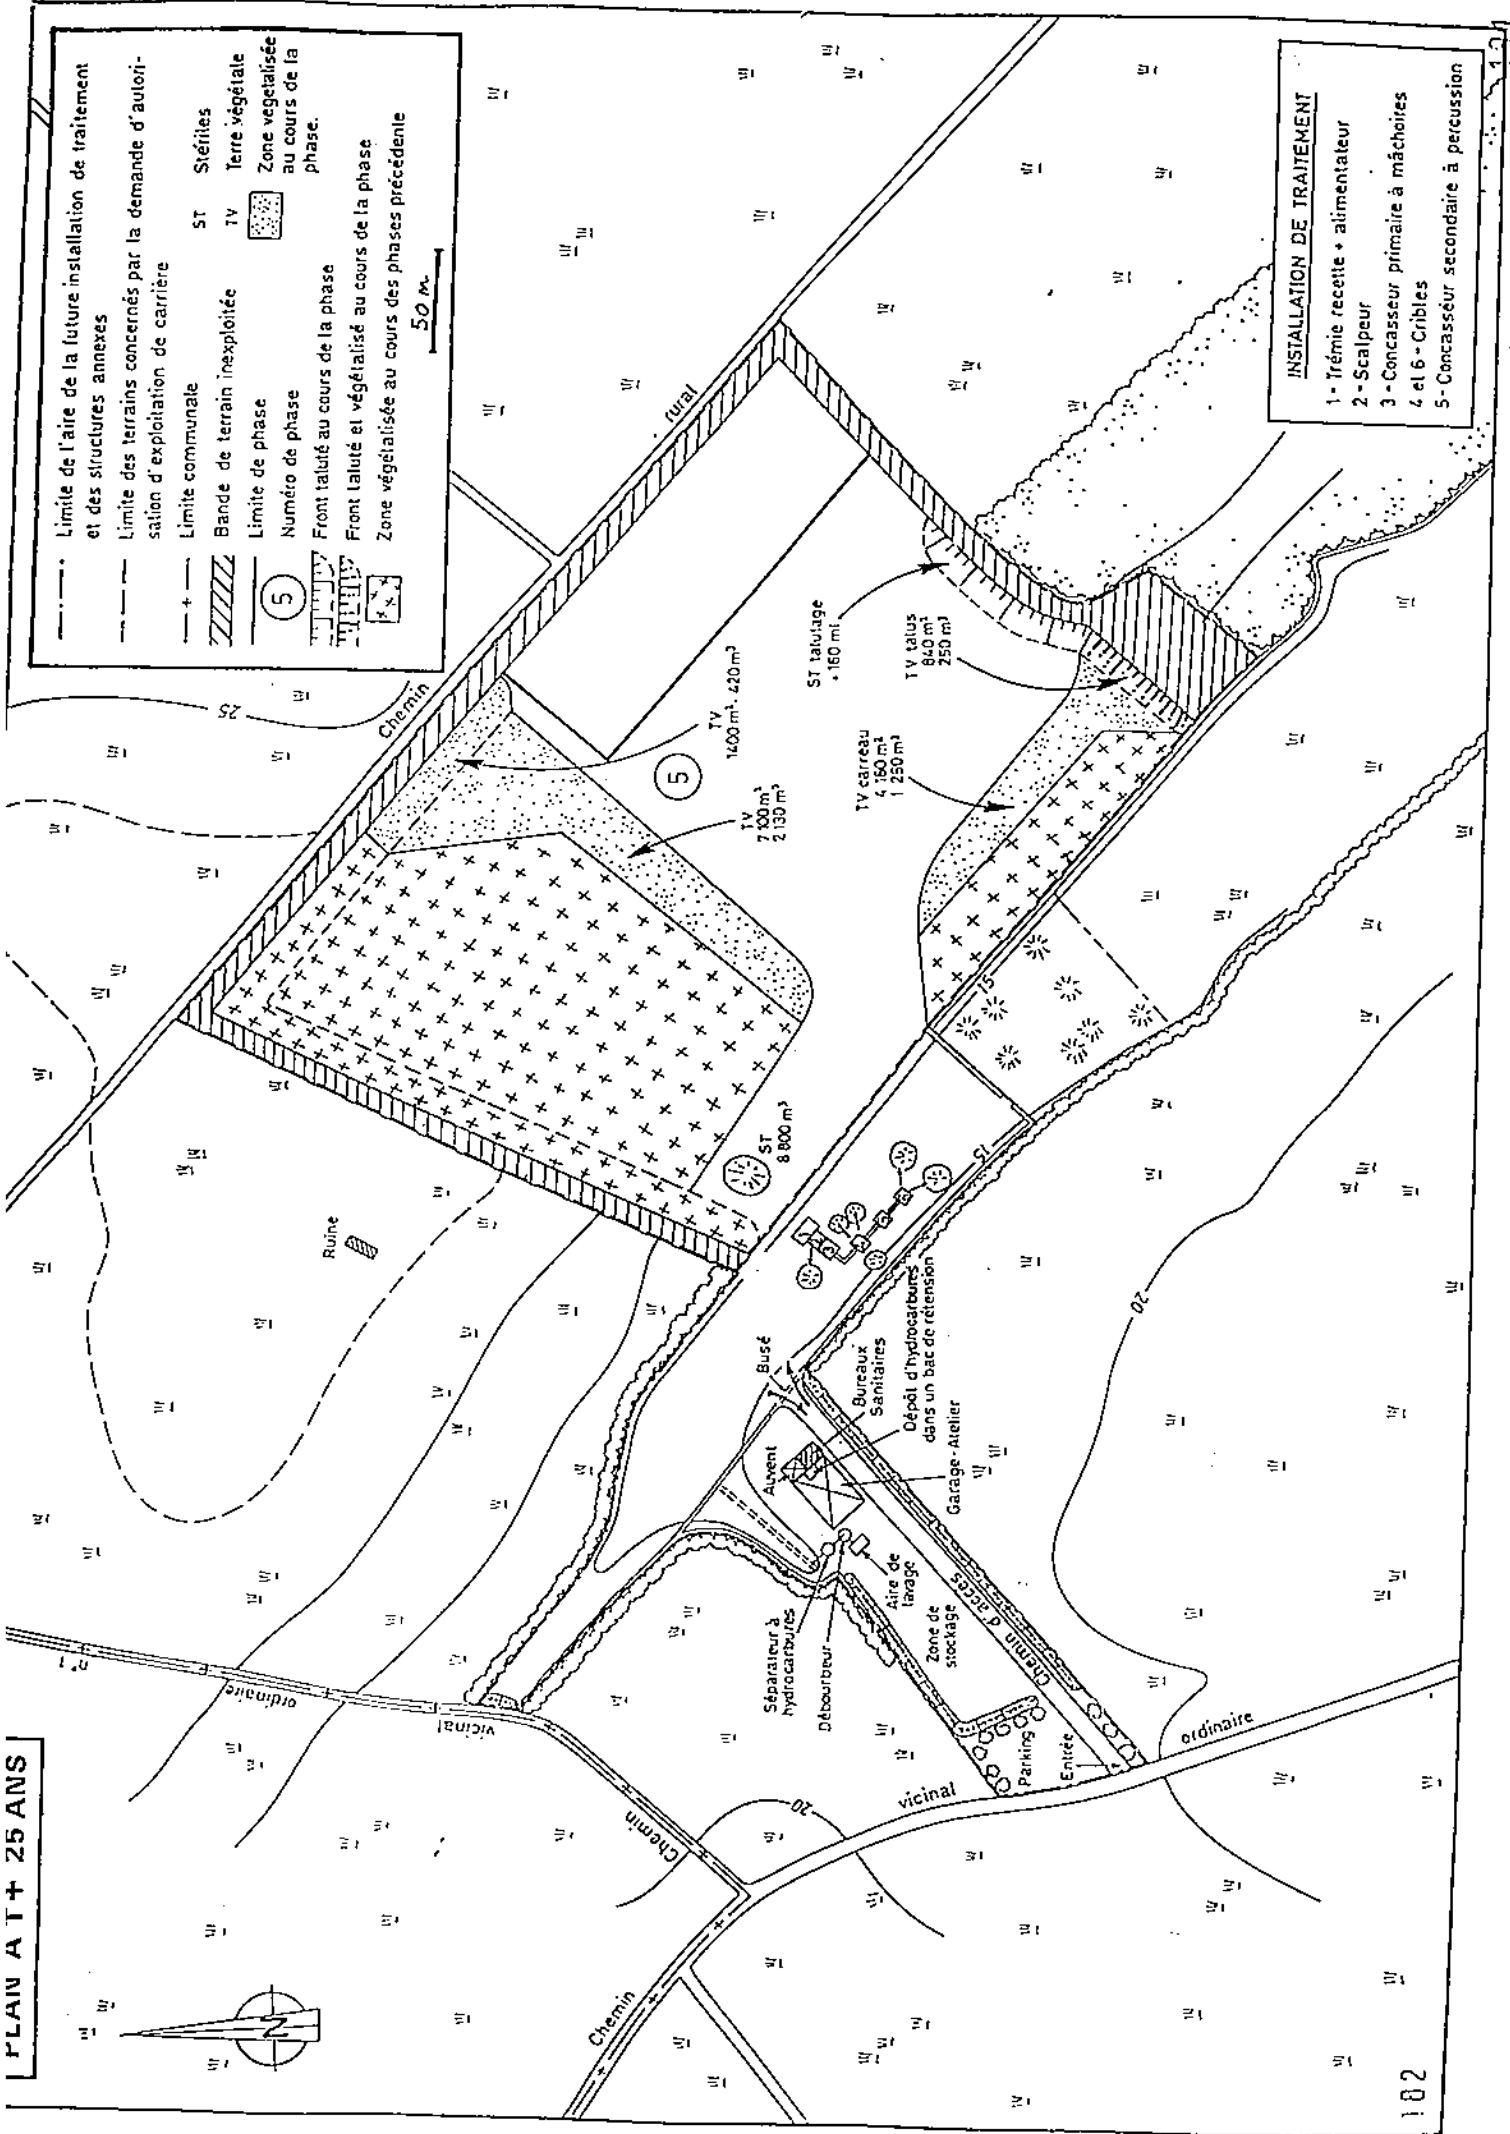 PLAN A T + 25 ANS
Limite de l'aire de la future installation de traitement
et des structures annexes
Limite des terrains concernés par la demande d'autori-
sation d'exploitation de carrière
Limite communale
Bande de terrain inexploitée
Limite de phase
5
Numéro de phase
Front taluté au cours de la phase
Front taluté et végétalisé au cours de la phase
Zone végétalisée au cours des phases précédente
ST Stériles
TV Terre végétale
Zone vegetalisée
au cours de la
phase.
50 m
INSTALLATION DE TRAITEMENT
1 - Trémie recette + alimentateur
2 - Scalpeur
3 - Concasseur primaire à mâchoires
4 et 6 - Cribles
5 - Concasseur secondaire à percussion
N
Chemin
rural
25
TV
1400 m². 420 m³
5
TV
7 100 m²
2 130 m³
ST talutage
+ 160 ml
TV talus
840 m²
250 m³
TV carreau
4 160 m²
1 250 m³
ST
8 800 m³
Ruine
15
15
20
Busé
Bureaux
Sanitaires
Dépôt d'hydrocarbures
dans un bac de rétension
Auvent
Garage-Atelier
Aire de
lavage
Séparateur à
hydrocarbures
Débourbeur
Zone de
stockage
Chemin d'accès
Parking
Entrée
Chemin
vicinal
ordinaire
n°1
20
Chemin
vicinal
ordinaire
182